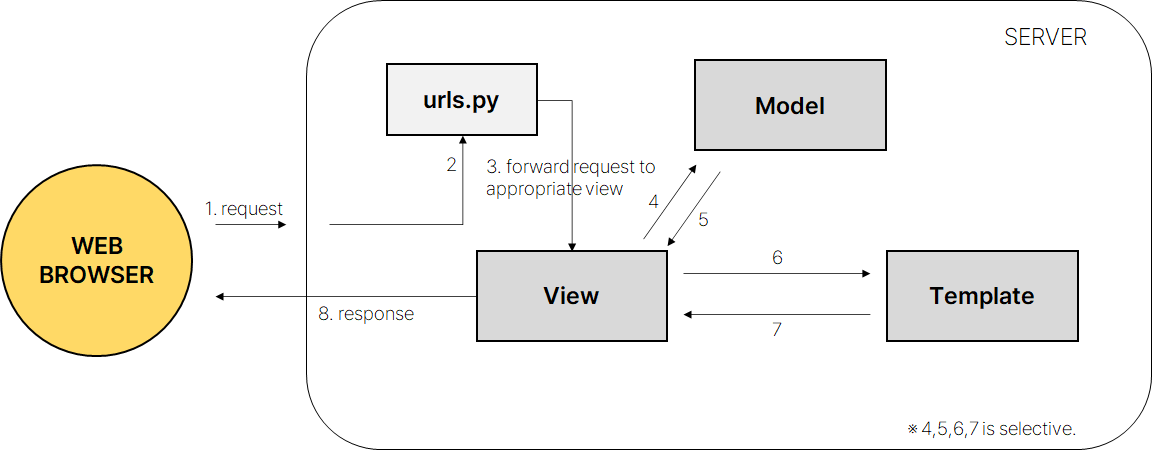 SERVER
urls.py
Model
2
3. forward request to
appropriate view
4
5
1. request
WEB
BROWSER
6
View
Template
8. response
7
※ 4,5,6,7 is selective.